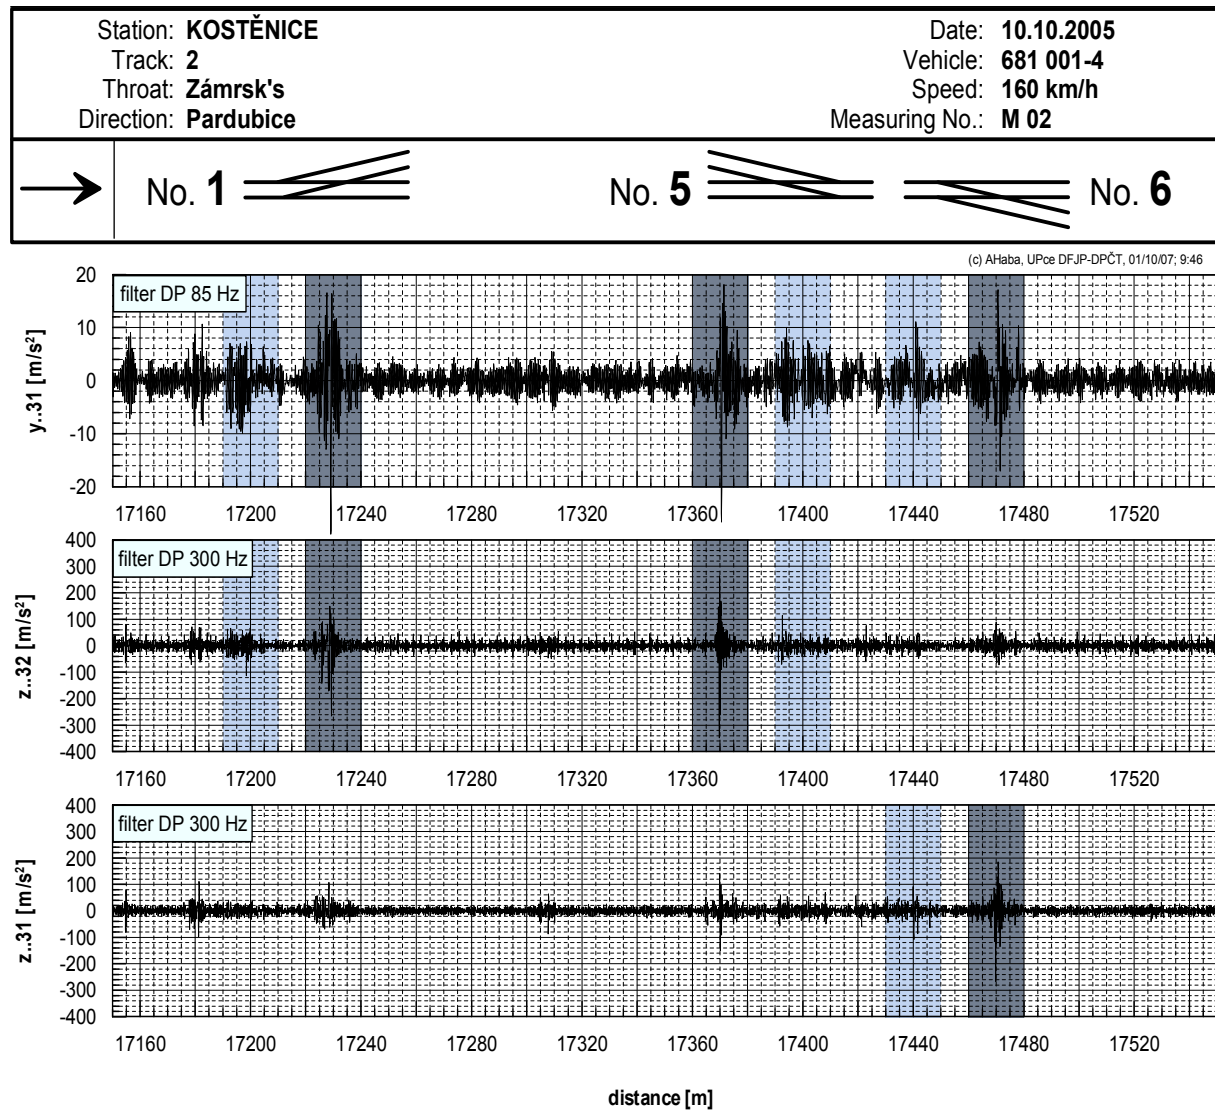 Station: KOSTĚNICE Date: 10.10.2005
Track: 2 Vehicle: 681 001-4
Throat: Zámrsk's Speed: 160 km/h
Direction: Pardubice Measuring No.: M 02
No. 1 No. 5 No. 6
(c) AHaba, UPce DFJP-DPČT, 01/10/07; 9:46
filter DP 85 Hz
y..31 [m/s²]
20
10
0
-10
-20
17160 17200 17240 17280 17320 17360 17400 17440 17480 17520
filter DP 300 Hz
z..32 [m/s²]
400
300
200
100
0
-100
-200
-300
-400
17160 17200 17240 17280 17320 17360 17400 17440 17480 17520
filter DP 300 Hz
z..31 [m/s²]
400
300
200
100
0
-100
-200
-300
-400
17160 17200 17240 17280 17320 17360 17400 17440 17480 17520
distance [m]